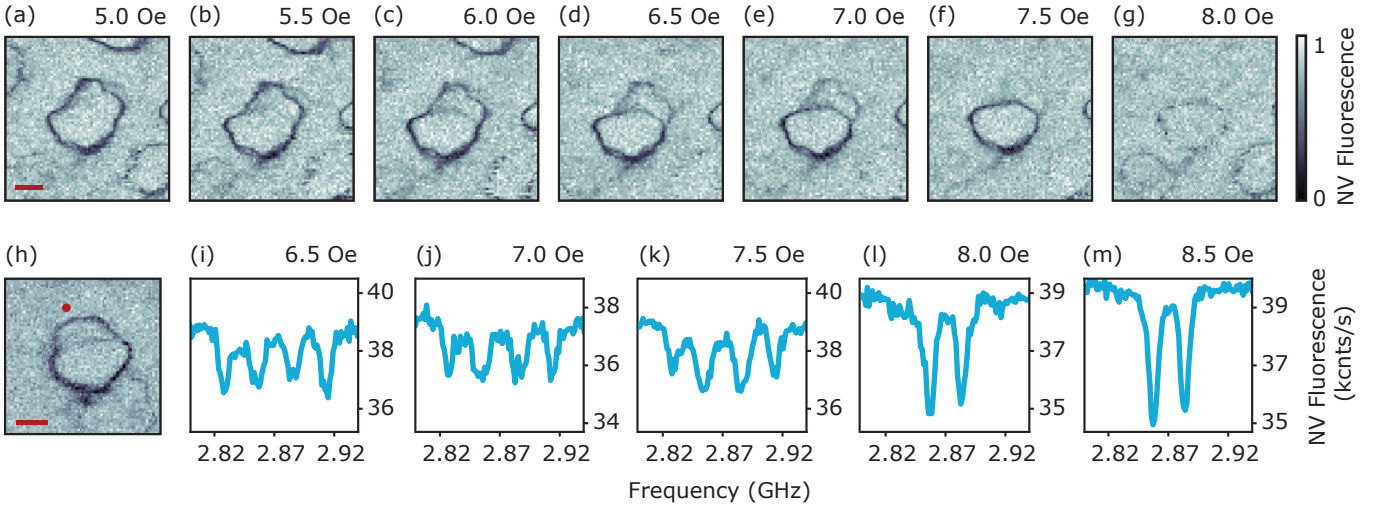 (a) 5.0 Oe (b) 5.5 Oe (c) 6.0 Oe (d) 6.5 Oe (e) 7.0 Oe (f) 7.5 Oe (g) 8.0 Oe
1
0
NV Fluorescence
(h) (i) 6.5 Oe (j) 7.0 Oe (k) 7.5 Oe (l) 8.0 Oe (m) 8.5 Oe
40 38 40 39 39
38 36 38 37 37
36 34 36 35 35
2.82 2.87 2.92 2.82 2.87 2.92 2.82 2.87 2.92 2.82 2.87 2.92 2.82 2.87 2.92
Frequency (GHz)
NV Fluorescence
(kcnts/s)